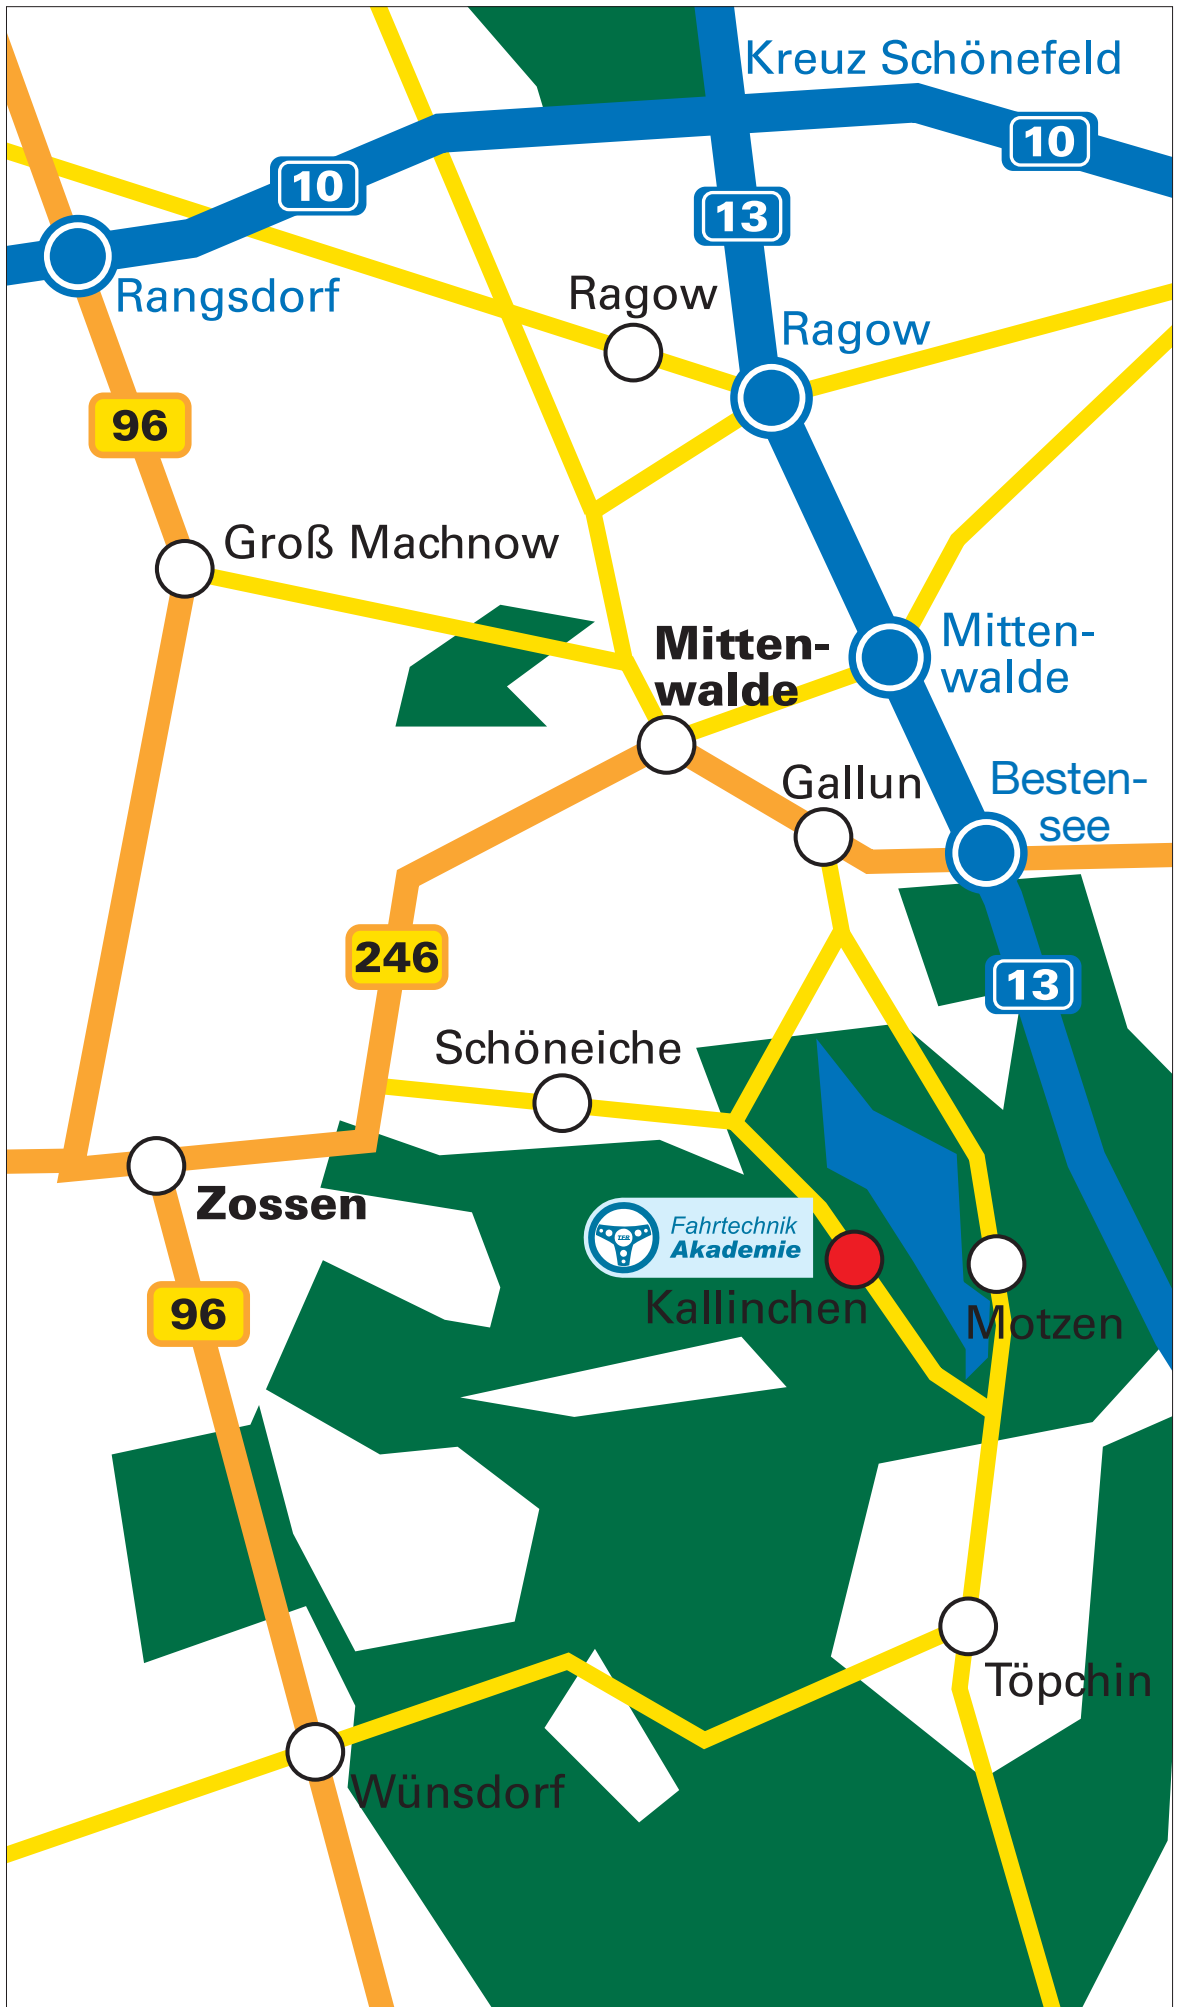 Kreuz Schönefeld
10
10
13
Rangsdorf
Ragow
Ragow
96
Groß Machnow
Mitten-
walde
Mitten-
walde
Gallun
Besten-
see
246
13
Schöneiche
Zossen
Fahrtechnik
Akademie
Kallinchen
96
Motzen
Töpchin
Wünsdorf